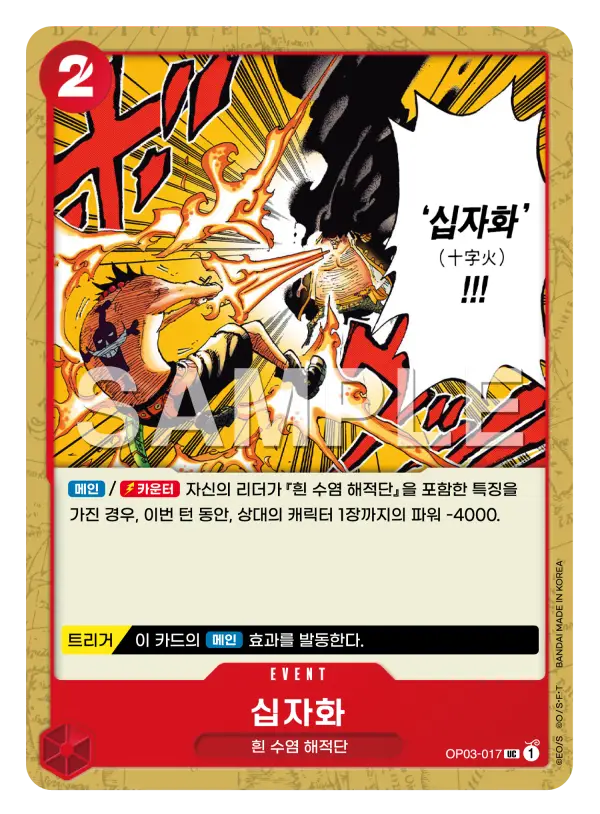 2
ボボ
'십자화'
(十字火)
!!!
SAMPLE
메인 / 카운터 자신의 리더가 『흰 수염 해적단』을 포함한 특징을
가진 경우, 이번 턴 동안, 상대의 캐릭터 1장까지의 파워 -4000.
트리거 이 카드의 메인 효과를 발동한다.
EVENT
십자화
흰 수염 해적단
OP03-017 UC 1
©EO/S ©O/S·F·T BANDAI MADE IN KOREA